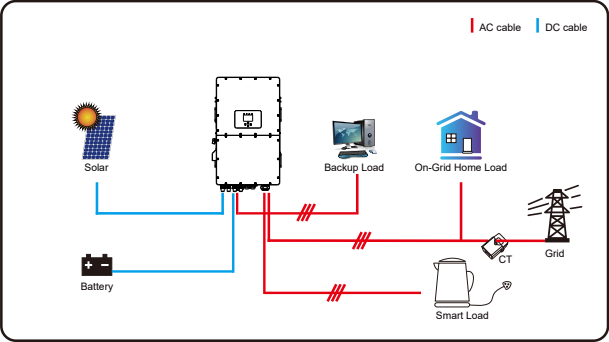 AC cable
DC cable
Solar
Backup Load
On-Grid Home Load
CT
Grid
Battery
Smart Load